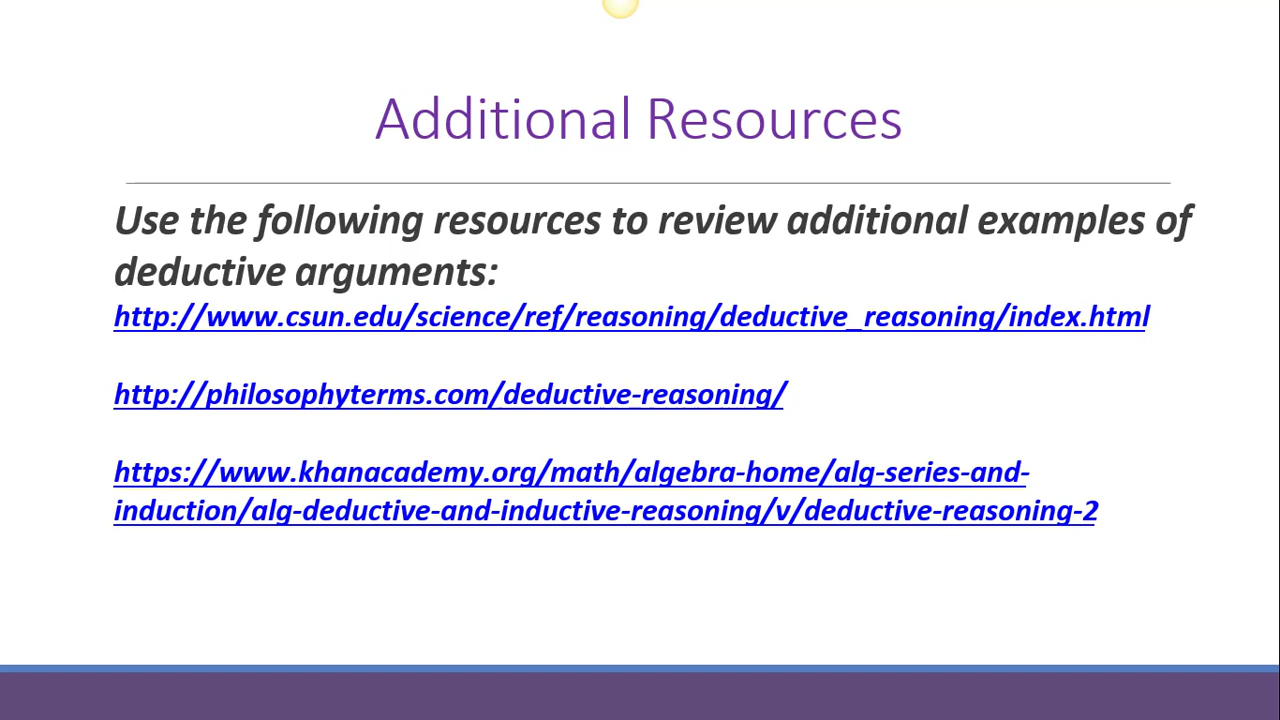 Additional Resources
Use the following resources to review additional examples of
deductive arguments:
http://www.csun.edu/science/ref/reasoning/deductive_reasoning/index.html
http://philosophyterms.com/deductive-reasoning/
https://www.khanacademy.org/math/algebra-home/alg-series-and-
induction/alg-deductive-and-inductive-reasoning/v/deductive-reasoning-2